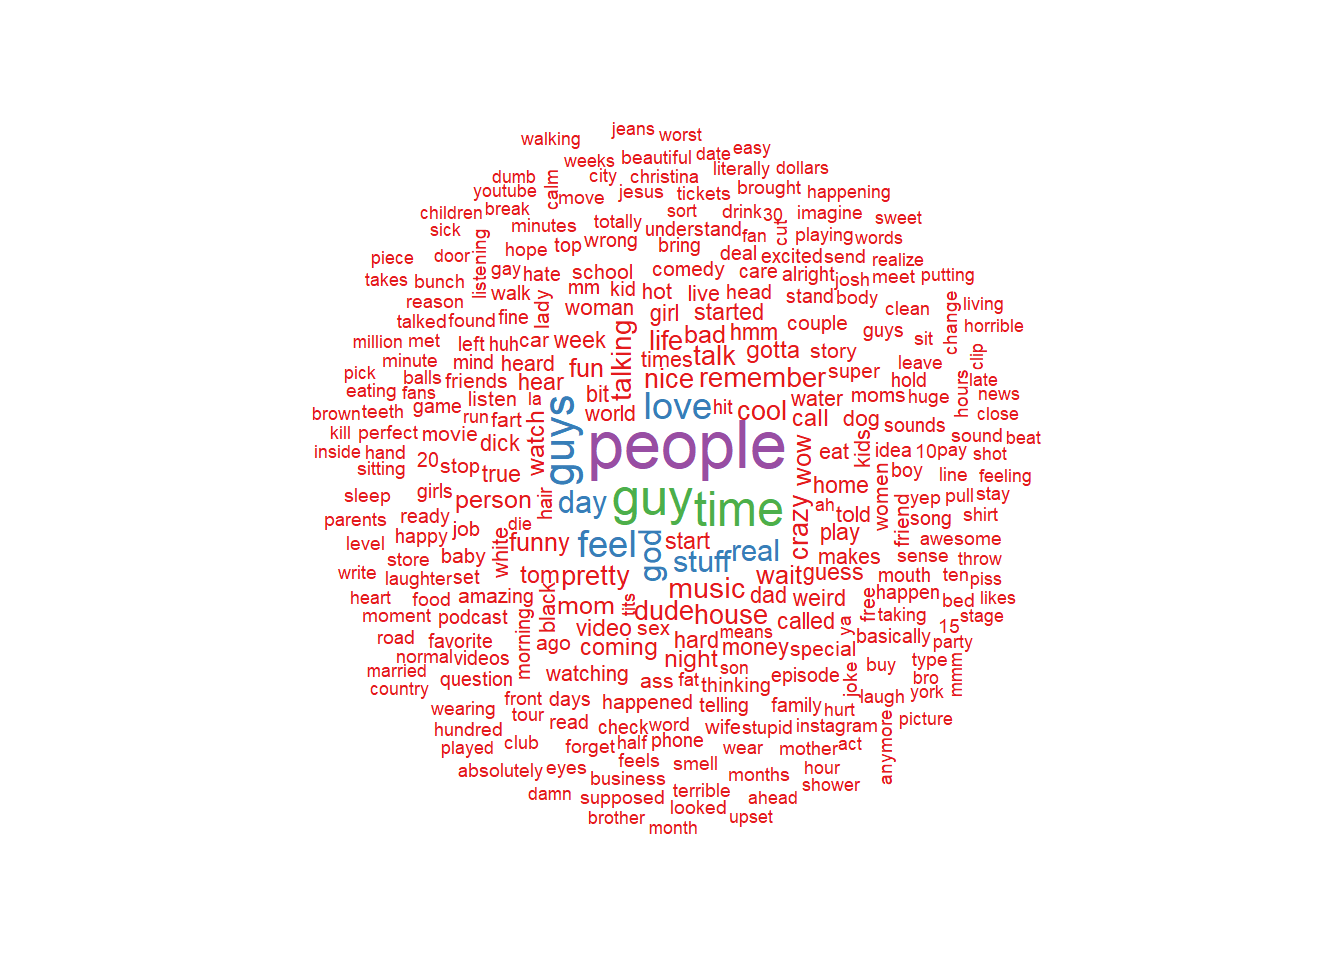 jeans
worst
walking
weeks
beautiful
date
easy
dumb
city
christina
literally
dollars
youtube
calm
move
jesus
tickets
brought
happening
children
break
sort
drink
30
imagine
sweet
sick
minutes
totally
understand
fan
cut
playing
words
piece
door
listening
hope
top
wrong
bring
deal
excited
send
realize
takes
bunch
gay
hate
school
comedy
care
alright
josh
meet
putting
reason
walk
lady
mm
kid
hot
live
head
stand
body
clean
change
living
talked
found
fine
woman
girl
started
couple
guys
sit
horrible
million
met
left
huh
car
week
talking
life
bad
hmm
clip
minute
mind
heard
fun
times
talk
gotta
story
leave
late
pick
balls
friends
hear
nice
remember
super
hold
hours
news
eating
fans
listen
la
bit
love
hit
cool
water
moms
huge
close
brown
teeth
game
run
fart
watch
guys
world
people
call
dog
sounds
sound
beat
kill
perfect
movie
dick
crazy
wow
eat
kids
idea
10
pay
shot
inside
hand
sitting
20
stop
true
hair
day
guy
time
home
women
boy
line
feeling
sleep
girls
person
die
ah
told
friend
yep
pull
stay
parents
ready
happy
job
white
funny
feel
god
start
stuff
real
play
song
shirt
level
store
baby
makes
sense
awesome
throw
write
laughter
set
tom
pretty
music
wait
guess
mouth
ten
piss
heart
food
amazing
black
mom
tits
dude
house
dad
weird
free
happen
bed
likes
moment
podcast
morning
video
sex
means
called
ya
taking
15
stage
road
favorite
ago
coming
hard
money
special
basically
party
normal
videos
night
son
joke
buy
type
mmm
married
question
watching
ass
fat
thinking
episode
laugh
bro
york
country
front
days
happened
telling
family
hurt
wearing
tour
read
check
word
wife
stupid
instagram
anymore
picture
hundred
club
forget
half
phone
wear
mother
act
played
feels
smell
months
hour
absolutely
eyes
business
terrible
shower
damn
supposed
looked
ahead
brother
month
upset